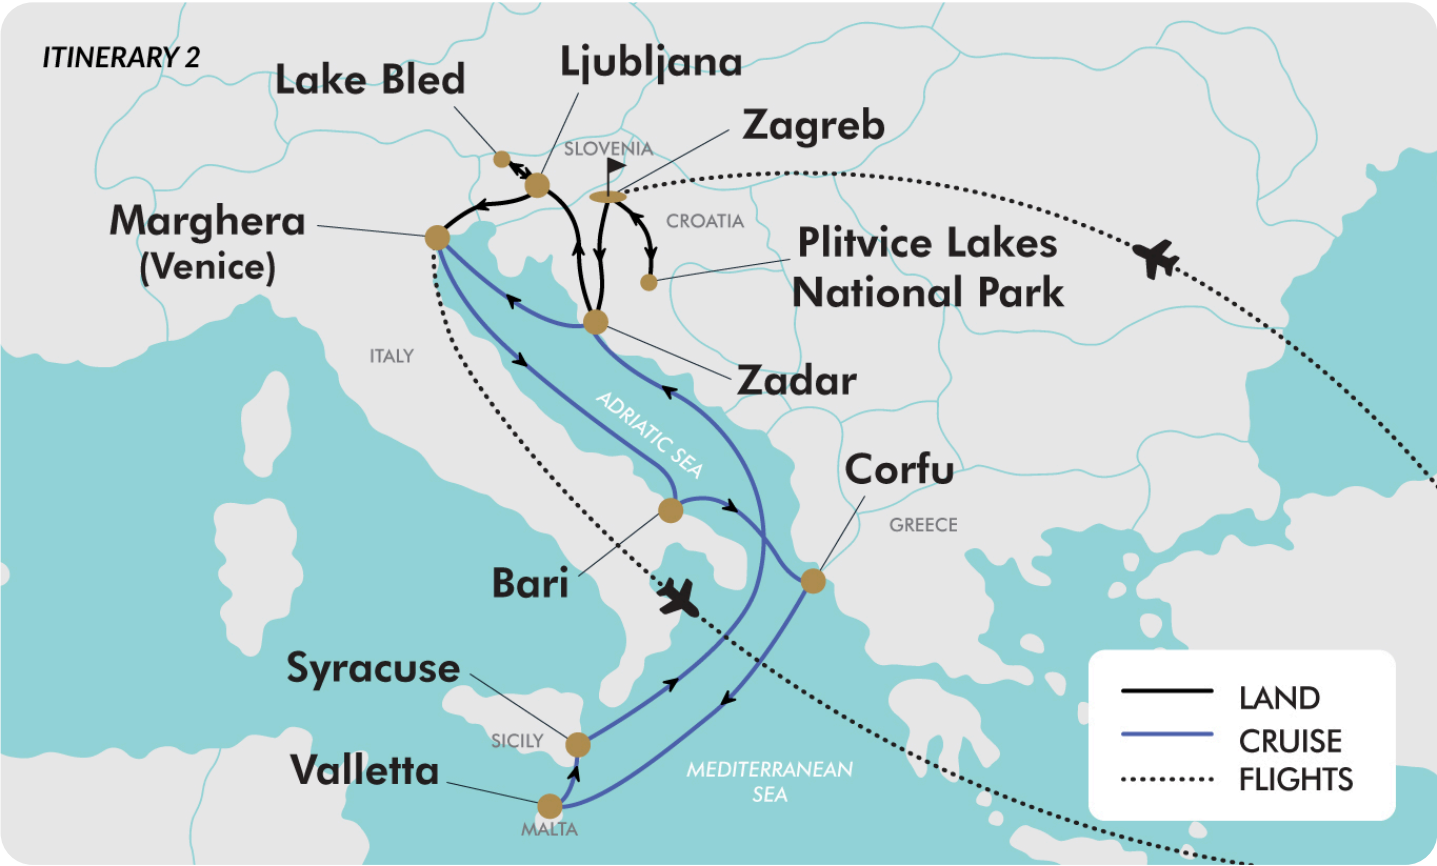 ITINERARY 2
Lake Bled
Ljubljana
Zagreb
SLOVENIA
Marghera
(Venice)
CROATIA
Plitvice Lakes
National Park
ITALY
Zadar
ADRIATIC SEA
Corfu
GREECE
Bari
Syracuse
SICILY
Valletta
MALTA
MEDITERRANEAN
SEA
LAND
CRUISE
FLIGHTS